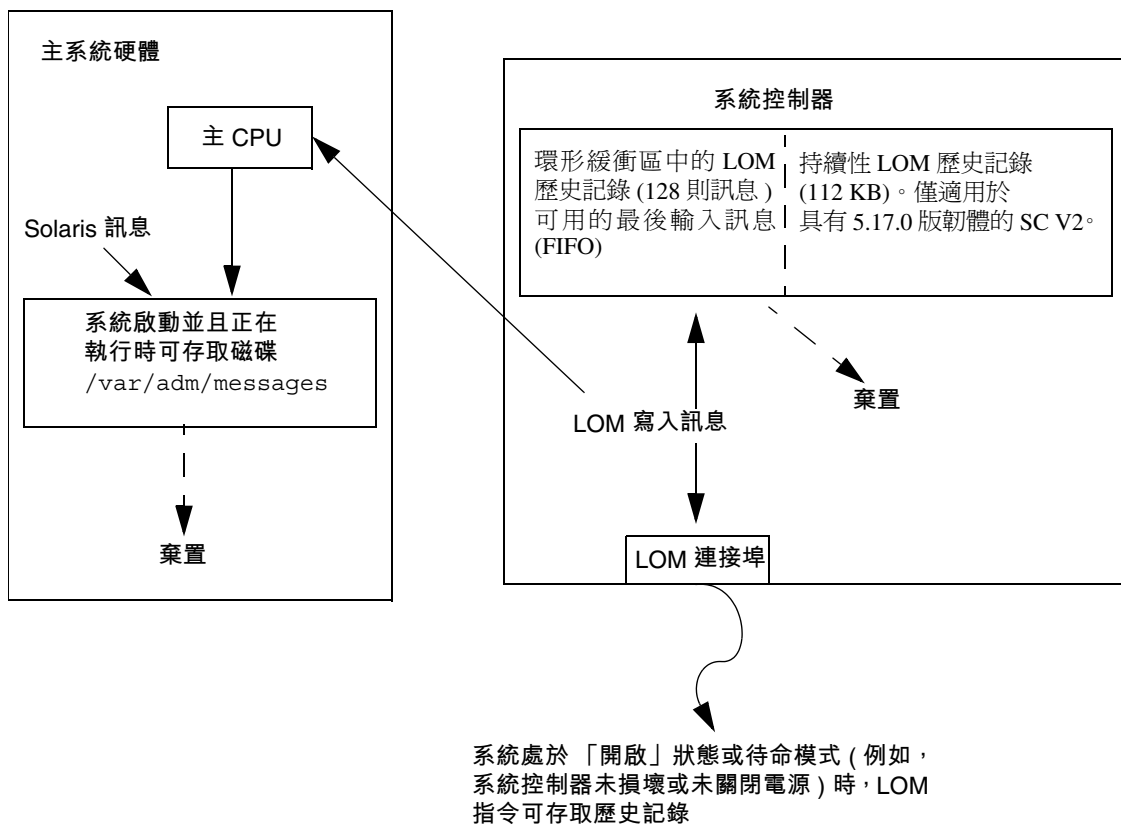 主系統硬體
主 CPU
Solaris 訊息
系統啟動並且正在
執行時可存取磁碟
/var/adm/messages
棄置
系統控制器
環形緩衝區中的 LOM
歷史記錄 (128 則訊息 )
可用的最後輸入訊息
(FIFO)
持續性 LOM 歷史記錄
(112 KB)。僅適用於
具有 5.17.0 版韌體的 SC V2。
棄置
LOM 寫入訊息
LOM 連接埠
系統處於 「開啟」狀態或待命模式 ( 例如，
系統控制器未損壞或未關閉電源 ) 時，LOM
指令可存取歷史記錄